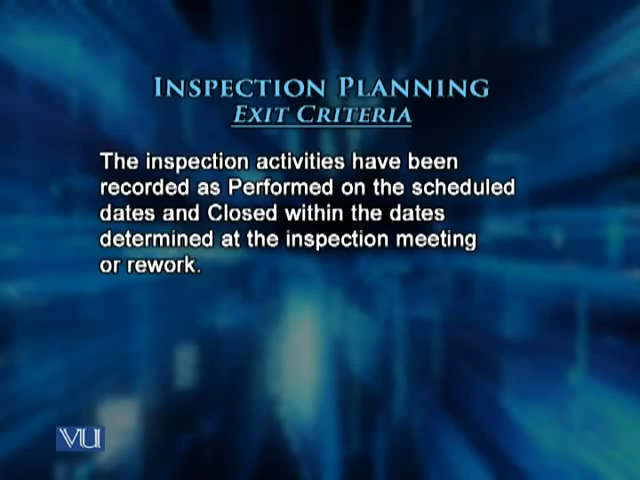 INSPECTION PLANNING
EXIT CRITERIA
The inspection activities have been
recorded as Performed on the scheduled
dates and Closed within the dates
determined at the inspection meeting
or rework.
VU